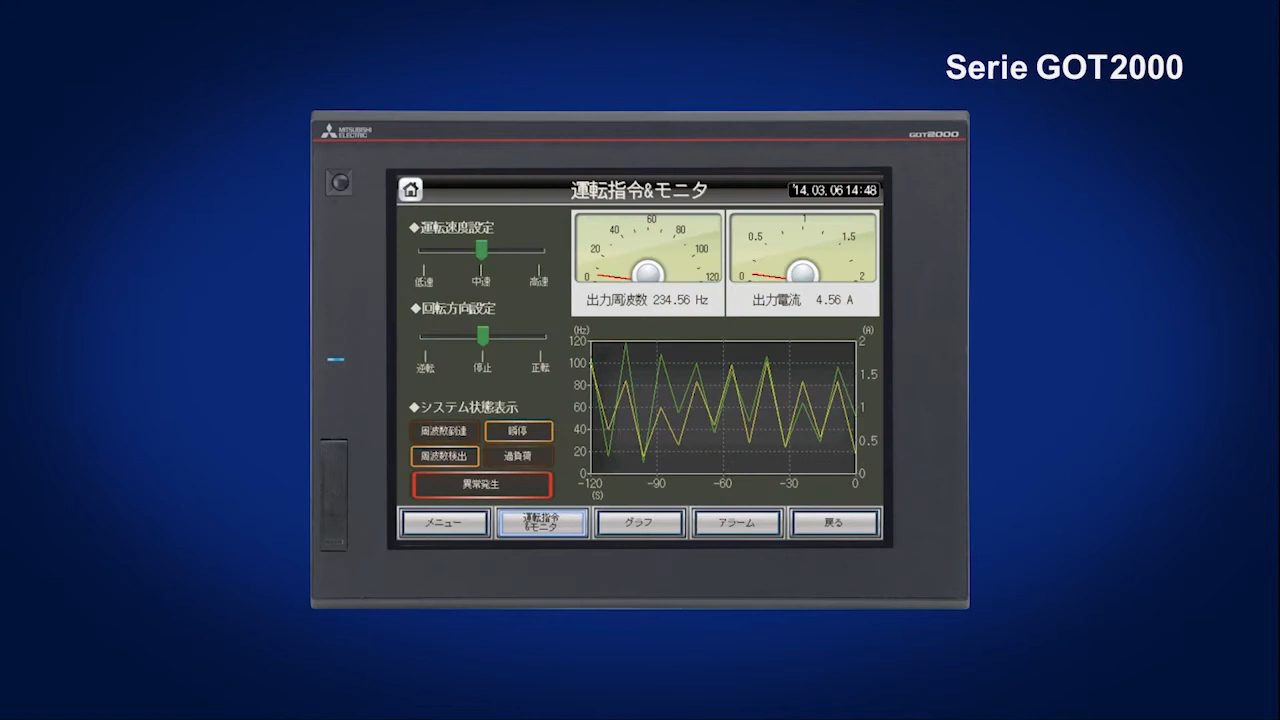 Serie GOT2000
MITSUBISHI
ELECTRIC
GOT2000
運転指令&モニタ
'14.03.06 14:48
◆運転速度設定
低速 中速 高速
◆回転方向設定
逆転 停止 正転
◆システム状態表示
周波数到達 瞬停
周波数検出 過負荷
異常発生
0 20 40 60 80 100 120
出力周波数 234.56 Hz
0 0.5 1 1.5 2
出力電流 4.56 A
(Hz) (A)
120 2
100
1.5
80
60 1
40
0.5
20
0 0
-120 -90 -60 -30 0
(S)
メニュー
運転指令
&モニタ
グラフ
アラーム
戻る